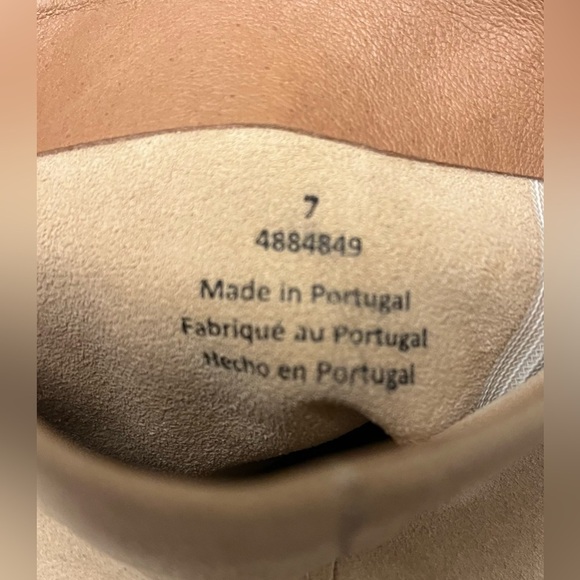 7
4884849
Made in Portugal
Fabriqué au Portugal
Hecho en Portugal